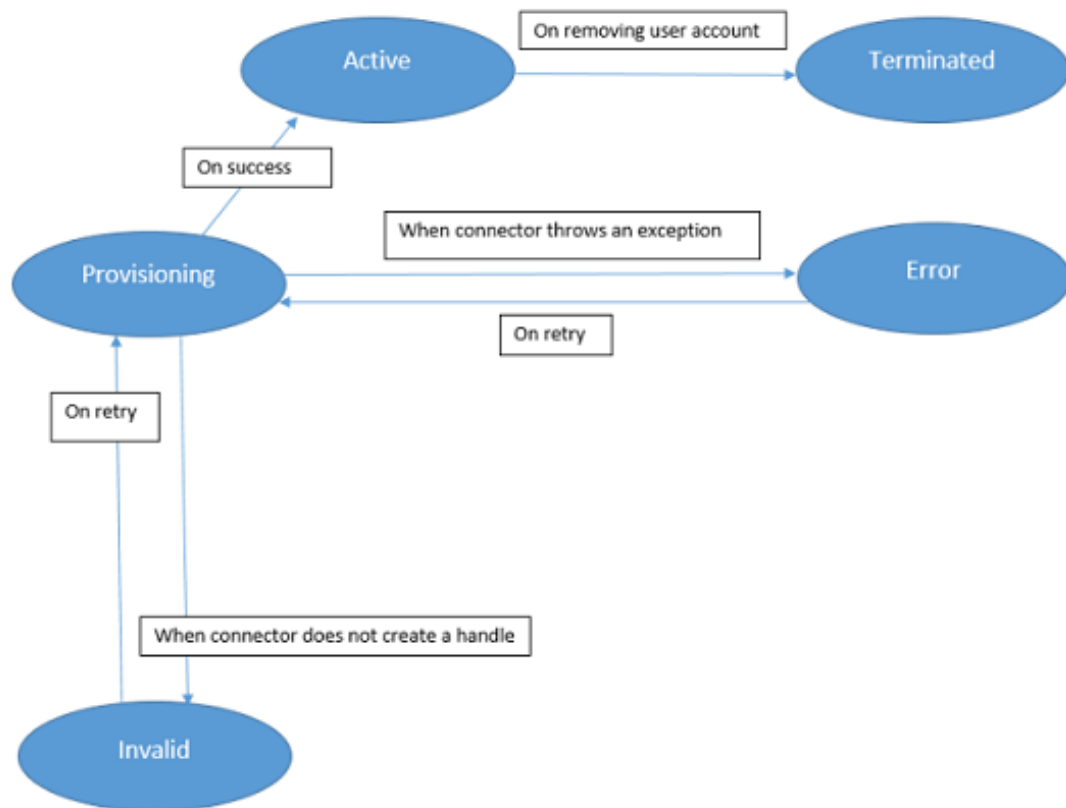 On removing user account
Active
Terminated
On success
When connector throws an exception
Provisioning
Error
On retry
On retry
When connector does not create a handle
Invalid